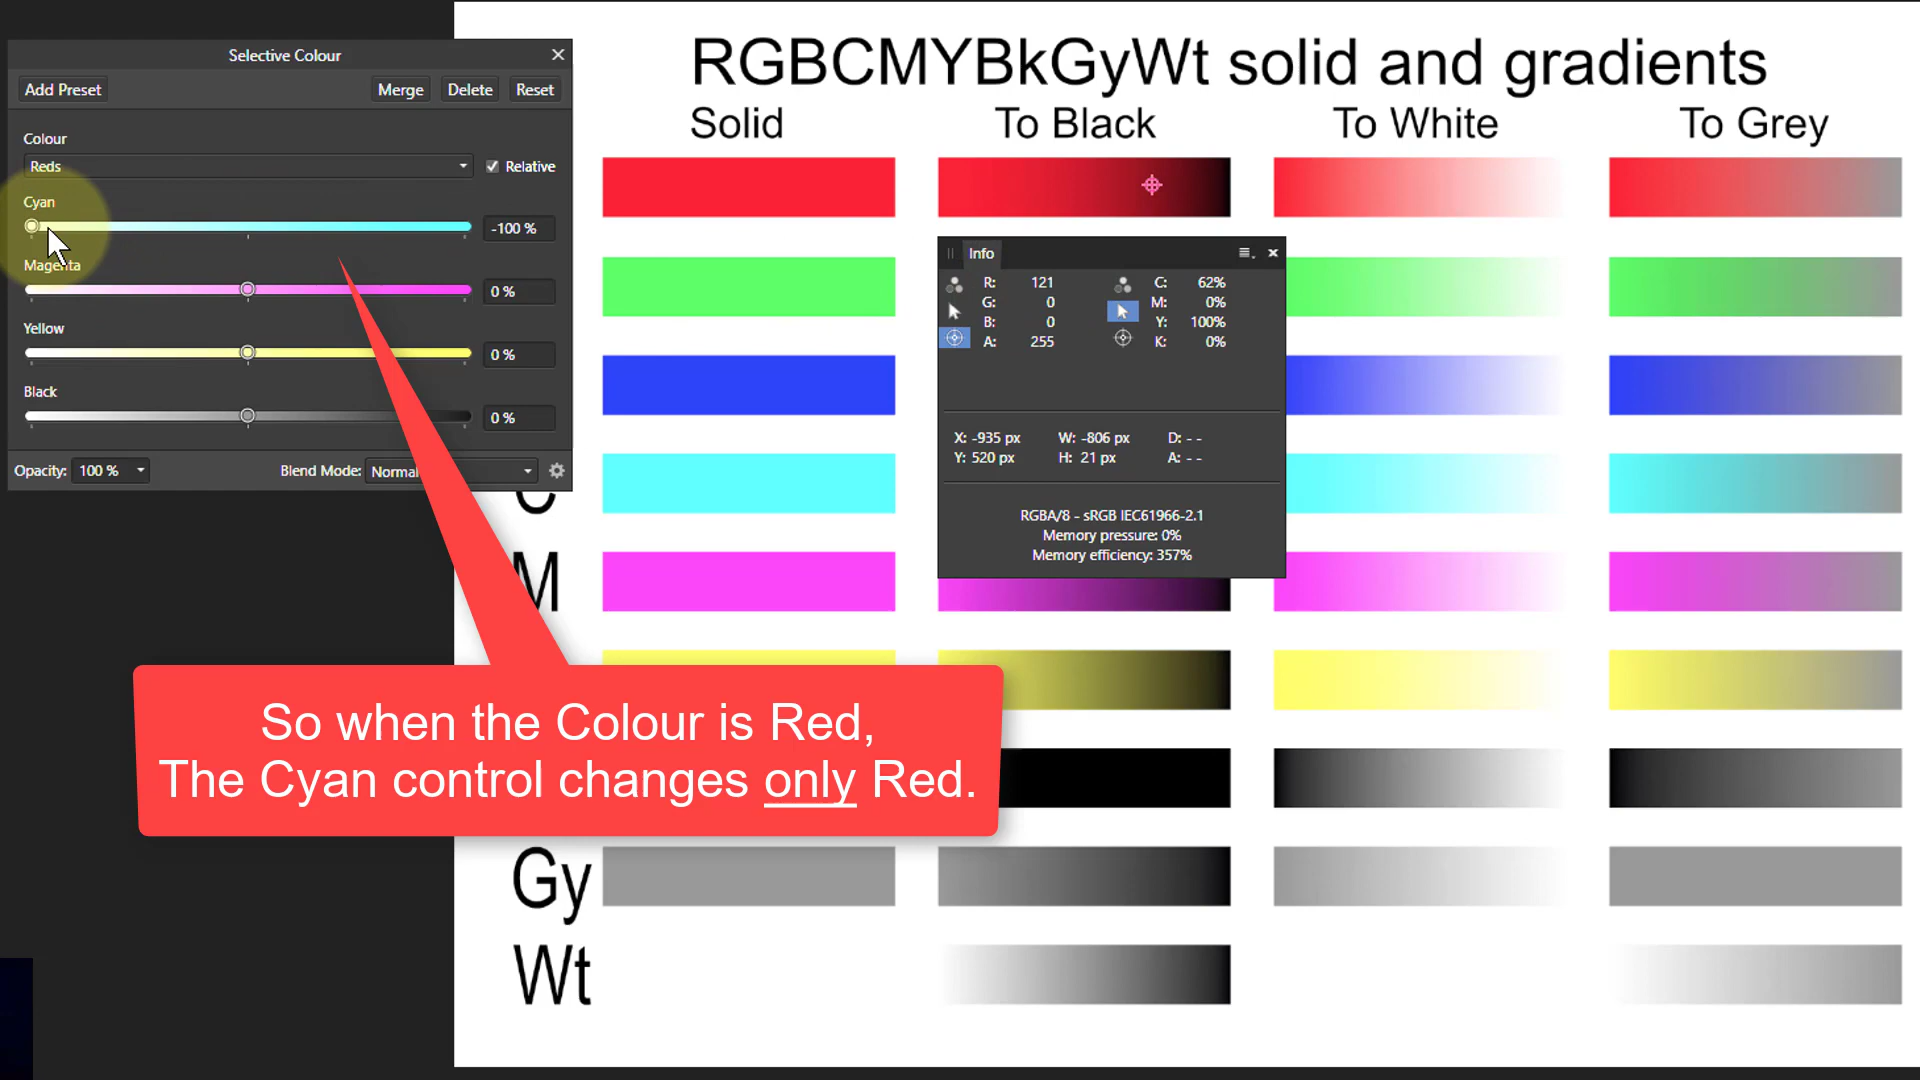 Selective Colour
Add Preset Merge Delete Reset
Colour
Reds Relative
Cyan
-100 %
Magenta
0 %
Yellow
0 %
Black
0 %
Opacity: 100 % Blend Mode: Normal
RGBCMYBkGyWt solid and gradients
Solid To Black To White To Grey
Info
R: 121 C: 62%
G: 0 M: 0%
B: 0 Y: 100%
A: 255 K: 0%
X: -935 px W: -806 px D: - -
Y: 520 px H: 21 px A: - -
RGBA/8 - sRGB IEC61966-2.1
Memory pressure: 0%
Memory efficiency: 357%
C
M
So when the Colour is Red,
The Cyan control changes only Red.
Gy
Wt